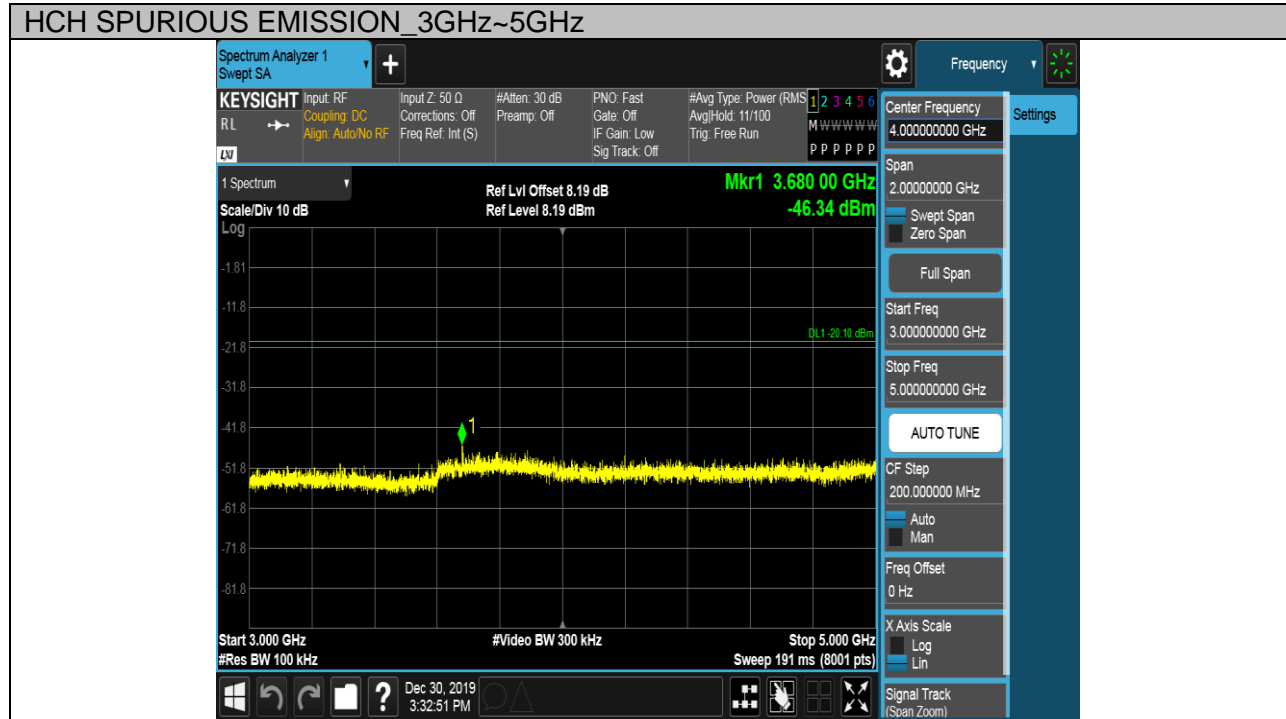 HCH SPURIOUS EMISSION_3GHz~5GHz
Spectrum Analyzer 1
Swept SA
+
Frequency
KEYSIGHT
RL
LXI
Input: RF
Coupling: DC
Align: Auto/No RF
Input Z: 50 Ω
Corrections: Off
Freq Ref: Int (S)
#Atten: 30 dB
Preamp: Off
PNO: Fast
Gate: Off
IF Gain: Low
Sig Track: Off
#Avg Type: Power (RMS
Avg|Hold: 11/100
Trig: Free Run
1 2 3 4 5 6
M W W W W W
P P P P P P
1 Spectrum
Scale/Div 10 dB
Log
Ref Lvl Offset 8.19 dB
Ref Level 8.19 dBm
Mkr1 3.680 00 GHz
-46.34 dBm
-1.81
-11.8
DL1 -20.10 dBm
-21.8
-31.8
-41.8
1
-51.8
-61.8
-71.8
-81.8
Start 3.000 GHz
#Res BW 100 kHz
#Video BW 300 kHz
Stop 5.000 GHz
Sweep 191 ms (8001 pts)
Center Frequency
4.000000000 GHz
Settings
Span
2.00000000 GHz
Swept Span
Zero Span
Full Span
Start Freq
3.000000000 GHz
Stop Freq
5.000000000 GHz
AUTO TUNE
CF Step
200.000000 MHz
Auto
Man
Freq Offset
0 Hz
X Axis Scale
Log
Lin
Signal Track
(Span Zoom)
?
Dec 30, 2019
3:32:51 PM